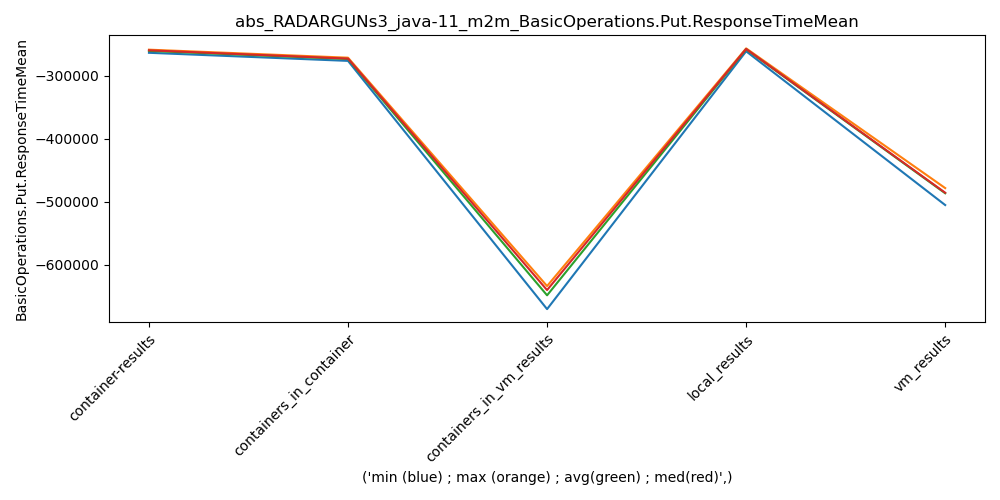 abs_RADARGUNs3_java-11_m2m_BasicOperations.Put.ResponseTimeMean
BasicOperations.Put.ResponseTimeMean
−300000
−400000
−500000
−600000
container-results
containers_in_container
containers_in_vm_results
local_results
vm_results
('min (blue) ; max (orange) ; avg(green) ; med(red)',)